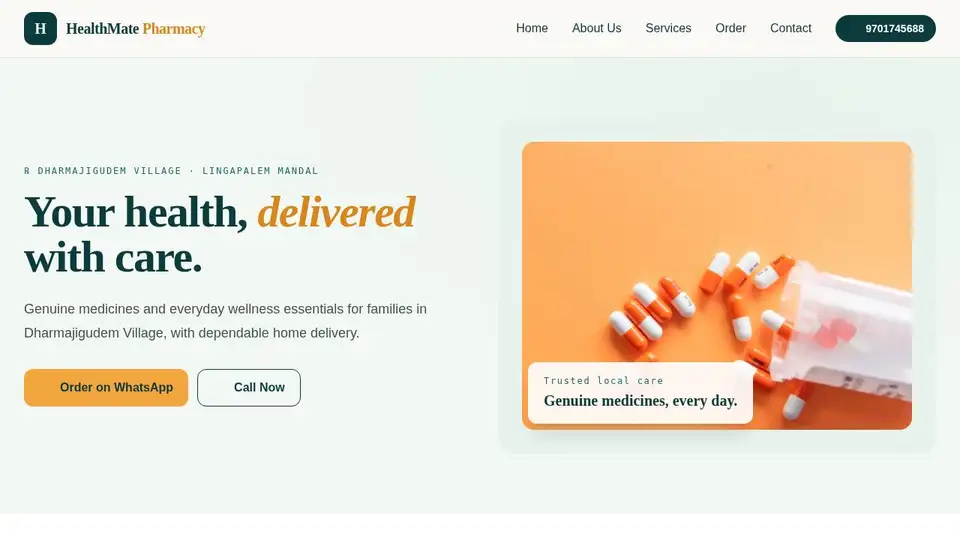 H HealthMate Pharmacy
Home About Us Services Order Contact 9701745688
℞ DHARMAJIGUDEM VILLAGE · LINGAPALEM MANDAL
Your health, delivered
with care.
Genuine medicines and everyday wellness essentials for families in
Dharmajigudem Village, with dependable home delivery.
Order on WhatsApp Call Now
Trusted local care
Genuine medicines, every day.